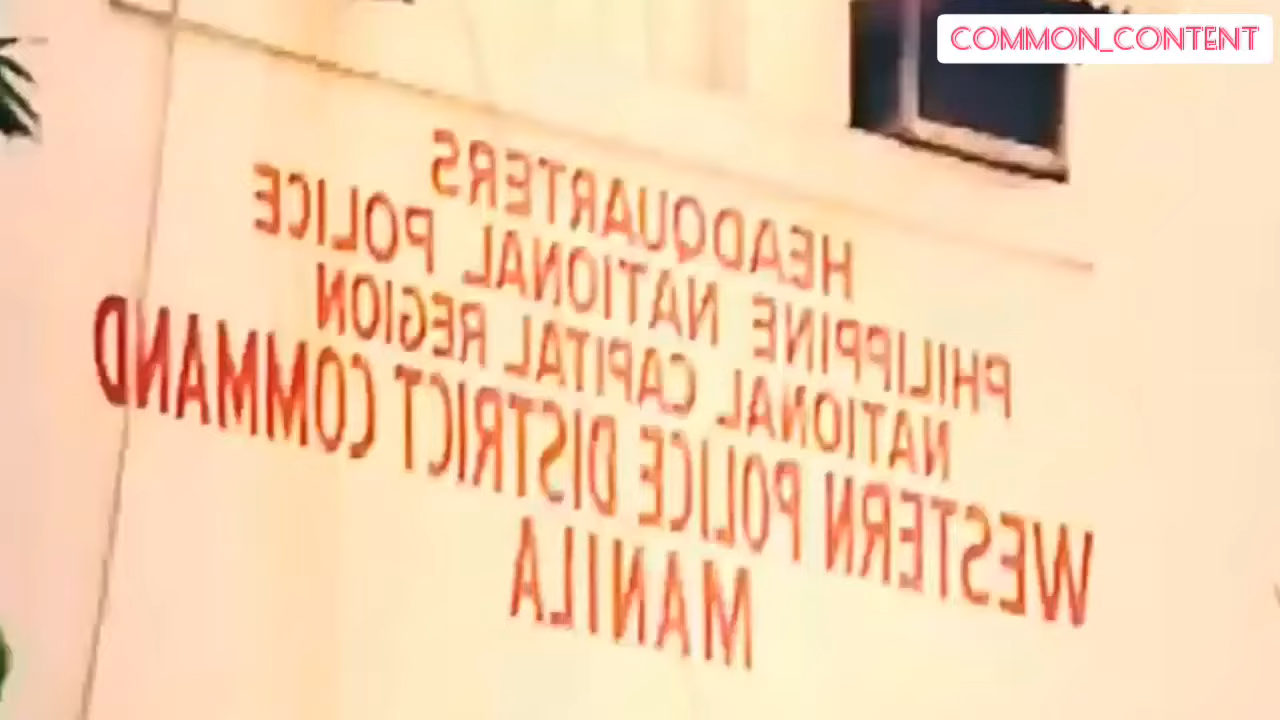 COMMON_CONTENT
HEADQUARTERS
PHILIPPINE NATIONAL POLICE
NATIONAL CAPITAL REGION
WESTERN POLICE DISTRICT COMMAND
MANILA